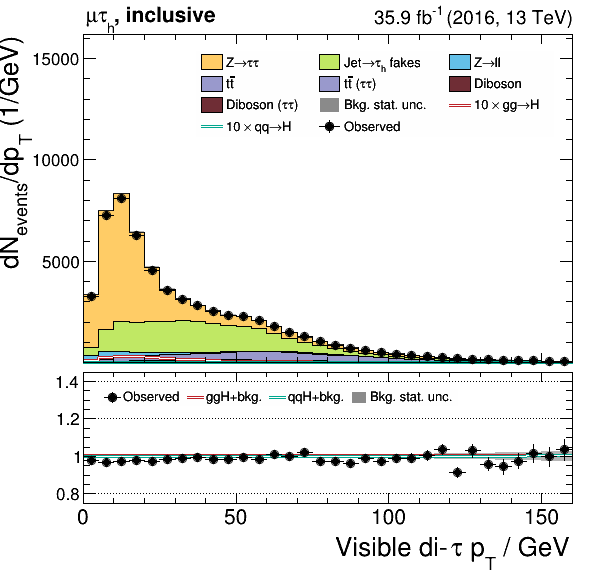 μτh, inclusive 35.9 fb-1 (2016, 13 TeV)
dNevents/dpT (1/GeV)
Z→ττ Jet→τh fakes Z→ll
tt̄ tt̄ (ττ) Diboson
Diboson (ττ) Bkg. stat. unc. 10 × gg→H
10 × qq→H Observed
15000
10000
5000
1.4
Observed ggH+bkg. qqH+bkg. Bkg. stat. unc.
1.2
1
0.8
0 50 100 150
Visible di-τ pT / GeV